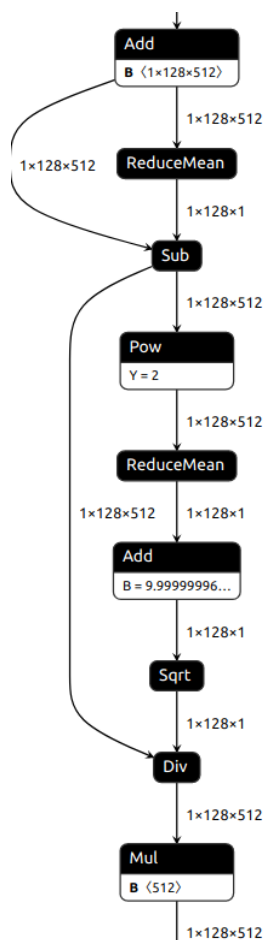 Add
B ⟨1×128×512⟩
1×128×512
1×128×512
ReduceMean
1×128×1
Sub
1×128×512
Pow
Y = 2
1×128×512
ReduceMean
1×128×512
1×128×1
Add
B = 9.99999996…
1×128×1
Sqrt
1×128×1
Div
1×128×512
Mul
B ⟨512⟩
1×128×512